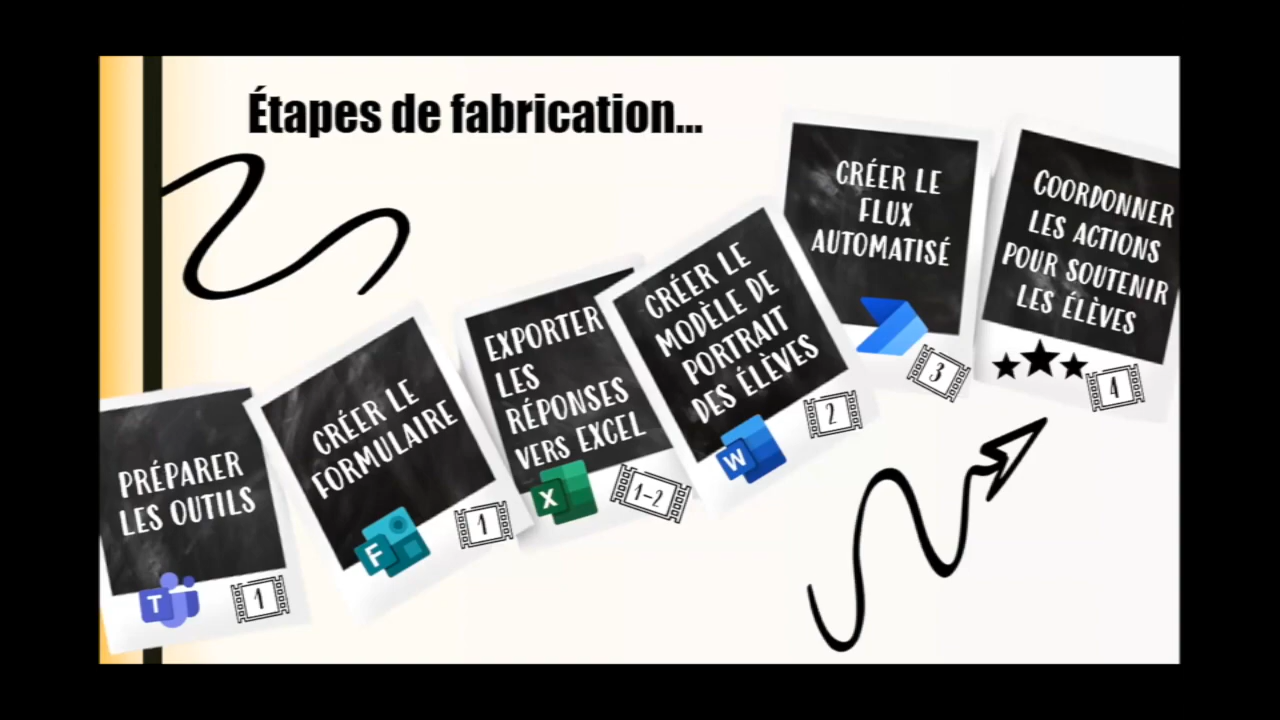 Étapes de fabrication...
PRÉPARER
LES OUTILS
T
1
CRÉER LE
FORMULAIRE
F
1
EXPORTER
LES
RÉPONSES
VERS EXCEL
X
1-2
CRÉER LE
MODÈLE DE
PORTRAIT
DES ÉLÈVES
W
2
CRÉER LE
FLUX
AUTOMATISÉ
3
COORDONNER
LES ACTIONS
POUR SOUTENIR
LES ÉLÈVES
4